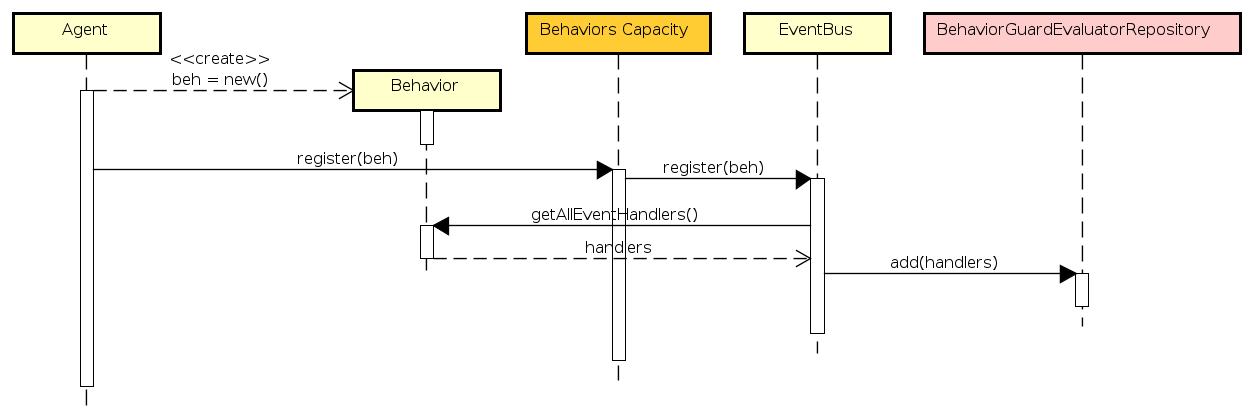 Agent
Behaviors Capacity
EventBus
BehaviorGuardEvaluatorRepository
<<create>>
beh = new()
Behavior
register(beh)
register(beh)
getAllEventHandlers()
handlers
add(handlers)